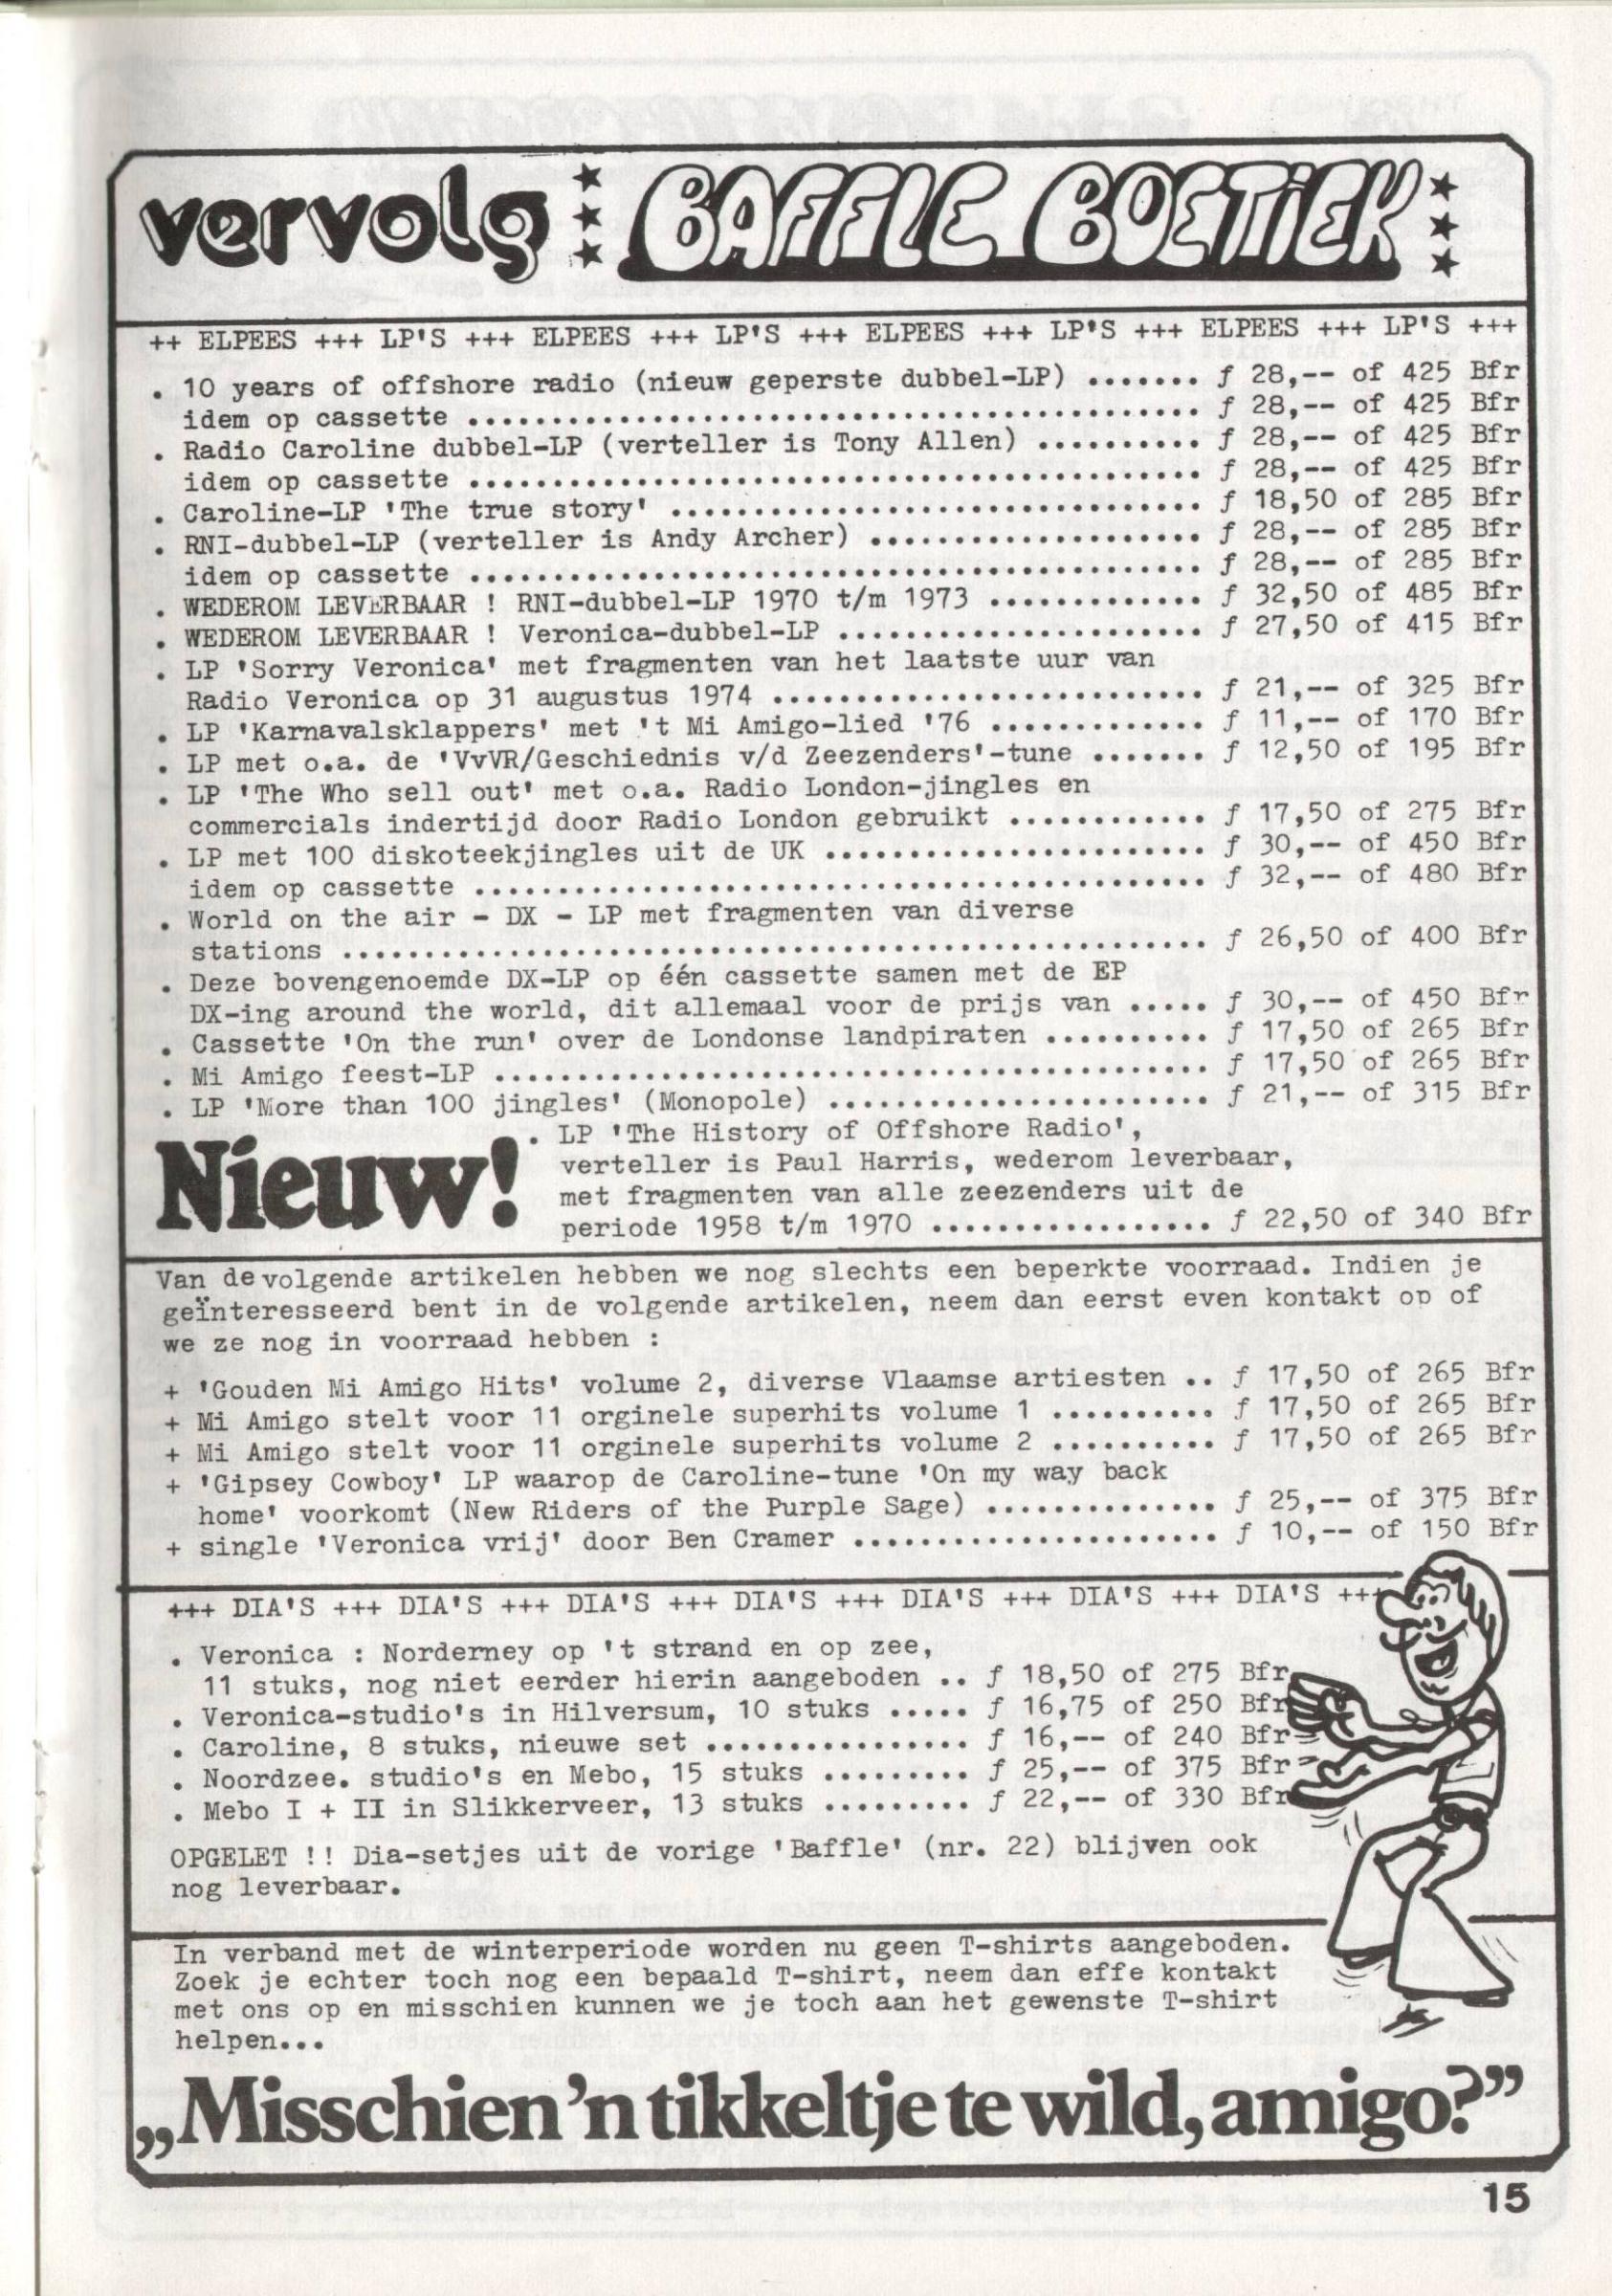 vervolg BAFFLE BOETIEK
++ ELPEES +++ LP'S +++ ELPEES +++ LP'S +++ ELPEES +++ LP'S +++ ELPEES +++ LP'S +++
. 10 years of offshore radio (nieuw geperste dubbel-LP) ....... ƒ 28,-- of 425 Bfr
idem op cassette ............................................ ƒ 28,-- of 425 Bfr
. Radio Caroline dubbel-LP (verteller is Tony Allen) .......... ƒ 28,-- of 425 Bfr
idem op cassette ............................................ ƒ 28,-- of 425 Bfr
. Caroline-LP 'The true story' ................................ ƒ 18,50 of 285 Bfr
. RNI-dubbel-LP (verteller is Andy Archer) .................... ƒ 28,-- of 285 Bfr
idem op cassette ............................................ ƒ 28,-- of 285 Bfr
. WEDEROM LEVERBAAR ! RNI-dubbel-LP 1970 t/m 1973 ............. ƒ 32,50 of 485 Bfr
. WEDEROM LEVERBAAR ! Veronica-dubbel-LP ...................... ƒ 27,50 of 415 Bfr
. LP 'Sorry Veronica' met fragmenten van het laatste uur van
Radio Veronica op 31 augustus 1974 .......................... ƒ 21,-- of 325 Bfr
. LP 'Karnavalsklappers' met 't Mi Amigo-lied '76 ............. ƒ 11,-- of 170 Bfr
. LP met o.a. de 'VvVR/Geschiednis v/d Zeezenders'-tune ....... ƒ 12,50 of 195 Bfr
. LP 'The Who sell out' met o.a. Radio London-jingles en
commercials indertijd door Radio London gebruikt ............ ƒ 17,50 of 275 Bfr
. LP met 100 diskoteekjingles uit de UK ....................... ƒ 30,-- of 450 Bfr
idem op cassette ............................................ ƒ 32,-- of 480 Bfr
. World on the air - DX - LP met fragmenten van diverse
stations .................................................... ƒ 26,50 of 400 Bfr
. Deze bovengenoemde DX-LP op één cassette samen met de EP
DX-ing around the world, dit allemaal voor de prijs van ..... ƒ 30,-- of 450 Bfr
. Cassette 'On the run' over de Londonse landpiraten .......... ƒ 17,50 of 265 Bfr
. Mi Amigo feest-LP ........................................... ƒ 17,50 of 265 Bfr
. LP 'More than 100 jingles' (Monopole) ....................... ƒ 21,-- of 315 Bfr
Nieuw!
. LP 'The History of Offshore Radio',
verteller is Paul Harris, wederom leverbaar,
met fragmenten van alle zeezenders uit de
periode 1958 t/m 1970 ................. ƒ 22,50 of 340 Bfr
Van de volgende artikelen hebben we nog slechts een beperkte voorraad. Indien je
geïnteresseerd bent in de volgende artikelen, neem dan eerst even kontakt op of
we ze nog in voorraad hebben :
+ 'Gouden Mi Amigo Hits' volume 2, diverse Vlaamse artiesten .. ƒ 17,50 of 265 Bfr
+ Mi Amigo stelt voor 11 orginele superhits volume 1 .......... ƒ 17,50 of 265 Bfr
+ Mi Amigo stelt voor 11 orginele superhits volume 2 .......... ƒ 17,50 of 265 Bfr
+ 'Gipsey Cowboy' LP waarop de Caroline-tune 'On my way back
home' voorkomt (New Riders of the Purple Sage) .............. ƒ 25,-- of 375 Bfr
+ single 'Veronica vrij' door Ben Cramer ...................... ƒ 10,-- of 150 Bfr
+++ DIA'S +++ DIA'S +++ DIA'S +++ DIA'S +++ DIA'S +++ DIA'S +++ DIA'S +++
. Veronica : Norderney op 't strand en op zee,
11 stuks, nog niet eerder hierin aangeboden .. ƒ 18,50 of 275 Bfr
. Veronica-studio's in Hilversum, 10 stuks ..... ƒ 16,75 of 250 Bfr
. Caroline, 8 stuks, nieuwe set ................ ƒ 16,-- of 240 Bfr
. Noordzee. studio's en Mebo, 15 stuks ......... ƒ 25,-- of 375 Bfr
. Mebo I + II in Slikkerveer, 13 stuks ......... ƒ 22,-- of 330 Bfr
OPGELET !! Dia-setjes uit de vorige 'Baffle' (nr. 22) blijven ook
nog leverbaar.
In verband met de winterperiode worden nu geen T-shirts aangeboden.
Zoek je echter toch nog een bepaald T-shirt, neem dan effe kontakt
met ons op en misschien kunnen we je toch aan het gewenste T-shirt
helpen...
„Misschien 'n tikkeltje te wild, amigo?”
15